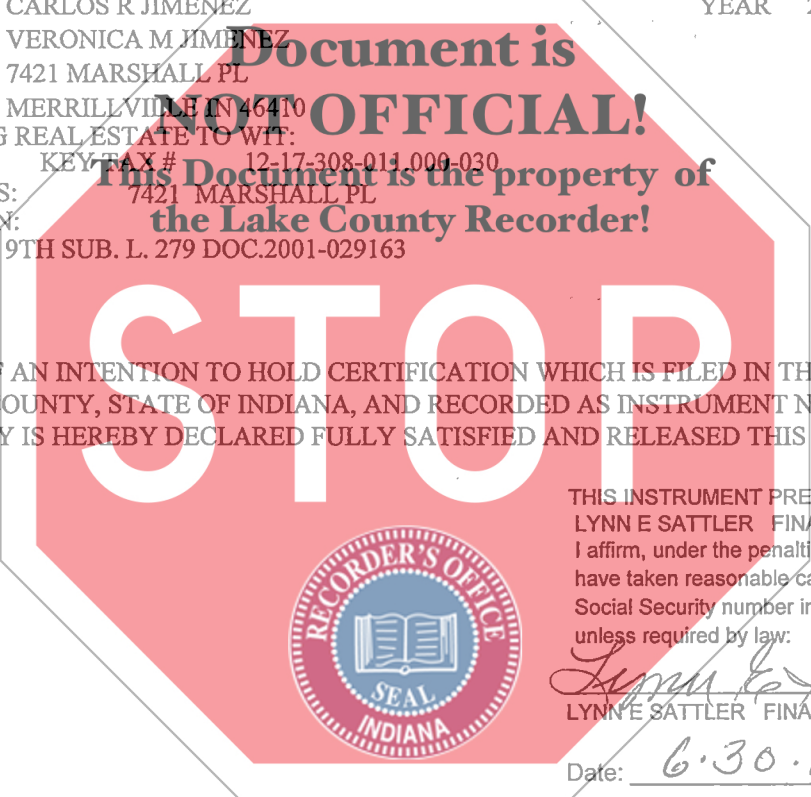 CARLOS R JIMENEZ YEAR
VERONICA M JIMENEZ
Document is
7421 MARSHALL PL
MERRILLVILLE IN 46410
NOT OFFICIAL!
G REAL ESTATE TO WIT:
KEY TAX # 12-17-308-011.000-030
This Document is the property of
S: 7421 MARSHALL PL
N:
the Lake County Recorder!
9TH SUB. L. 279 DOC.2001-029163
STOP
F AN INTENTION TO HOLD CERTIFICATION WHICH IS FILED IN TH
OUNTY, STATE OF INDIANA, AND RECORDED AS INSTRUMENT N
Y IS HEREBY DECLARED FULLY SATISFIED AND RELEASED THIS
THIS INSTRUMENT PRE
LYNN E SATTLER FINA
I affirm, under the penalti
have taken reasonable ca
Social Security number in
unless required by law:
Lynn E
LYNN E SATTLER FINA
Date: 6.30.
RECORDER'S OFFICE
SEAL
INDIANA